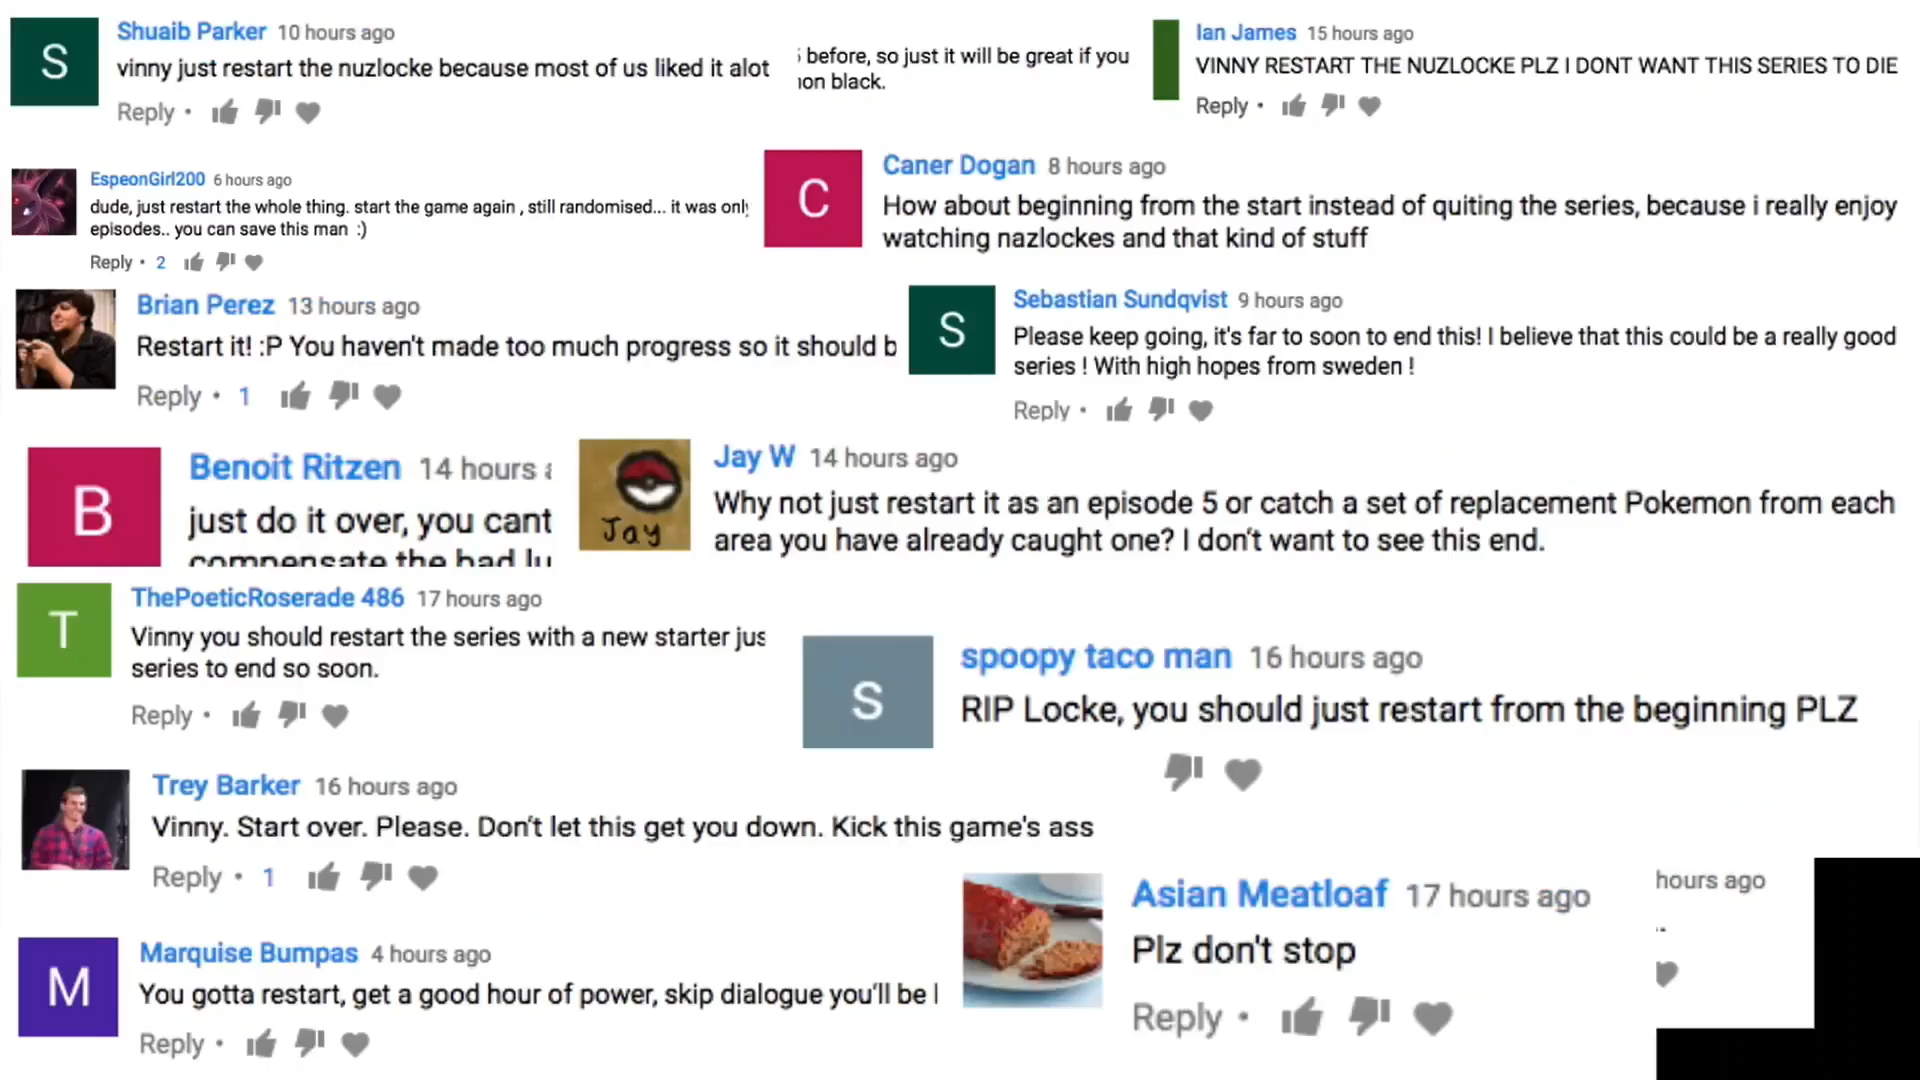 S
Shuaib Parker 10 hours ago
vinny just restart the nuzlocke because most of us liked it alot
Reply •
before, so just it will be great if you
on black.
Ian James 15 hours ago
VINNY RESTART THE NUZLOCKE PLZ I DONT WANT THIS SERIES TO DIE
Reply •
EspeonGirl200 6 hours ago
dude, just restart the whole thing. start the game again , still randomised... it was only
episodes.. you can save this man :)
Reply • 2
C
Caner Dogan 8 hours ago
How about beginning from the start instead of quiting the series, because i really enjoy
watching nazlockes and that kind of stuff
Brian Perez 13 hours ago
Restart it! :P You haven't made too much progress so it should b
Reply • 1
S
Sebastian Sundqvist 9 hours ago
Please keep going, it's far to soon to end this! I believe that this could be a really good
series ! With high hopes from sweden !
Reply •
B
Benoit Ritzen 14 hours a
just do it over, you cant
compensate the bad lu
Jay
Jay W 14 hours ago
Why not just restart it as an episode 5 or catch a set of replacement Pokemon from each
area you have already caught one? I don't want to see this end.
T
ThePoeticRoserade 486 17 hours ago
Vinny you should restart the series with a new starter jus
series to end so soon.
Reply •
s
spoopy taco man 16 hours ago
RIP Locke, you should just restart from the beginning PLZ
Trey Barker 16 hours ago
Vinny. Start over. Please. Don't let this get you down. Kick this game's ass
Reply • 1
Asian Meatloaf 17 hours ago
Plz don't stop
Reply •
hours ago
M
Marquise Bumpas 4 hours ago
You gotta restart, get a good hour of power, skip dialogue you'll be
Reply •